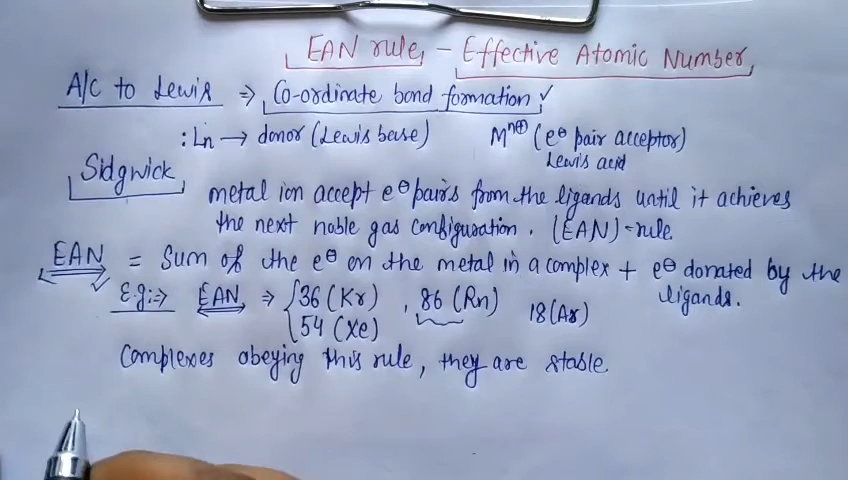 EAN rule, - Effective Atomic Number
A/C to Lewis ⇒ Co-ordinate bond formation ✓
:Ln → donor (Lewis base) Mn⊕ (e⊖ pair acceptor)
Lewis acid
Sidgwick
metal ion accept e⊖ pairs from the ligands until it achieves
the next noble gas configuration. (EAN)-rule
EAN = Sum of the e⊖ on the metal in a complex + e⊖ donated by the
ligands.
E.g:⇒ EAN ⇒ {36 (Kr) , 86 (Rn) 18 (Ar)
54 (Xe)
Complexes obeying this rule, they are stable